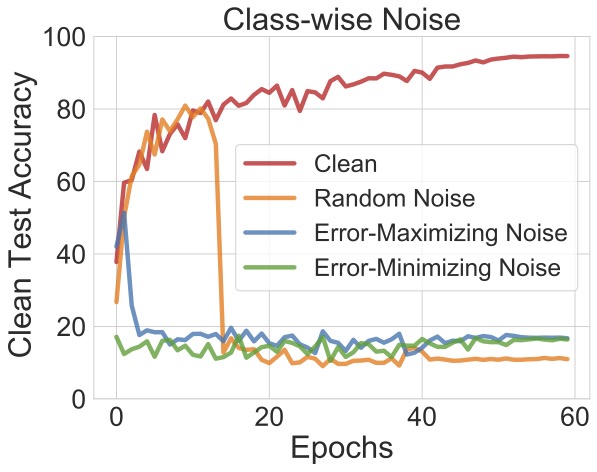 Class-wise Noise
Clean Test Accuracy
100
80
60
40
20
0
Clean
Random Noise
Error-Maximizing Noise
Error-Minimizing Noise
0 20 40 60
Epochs